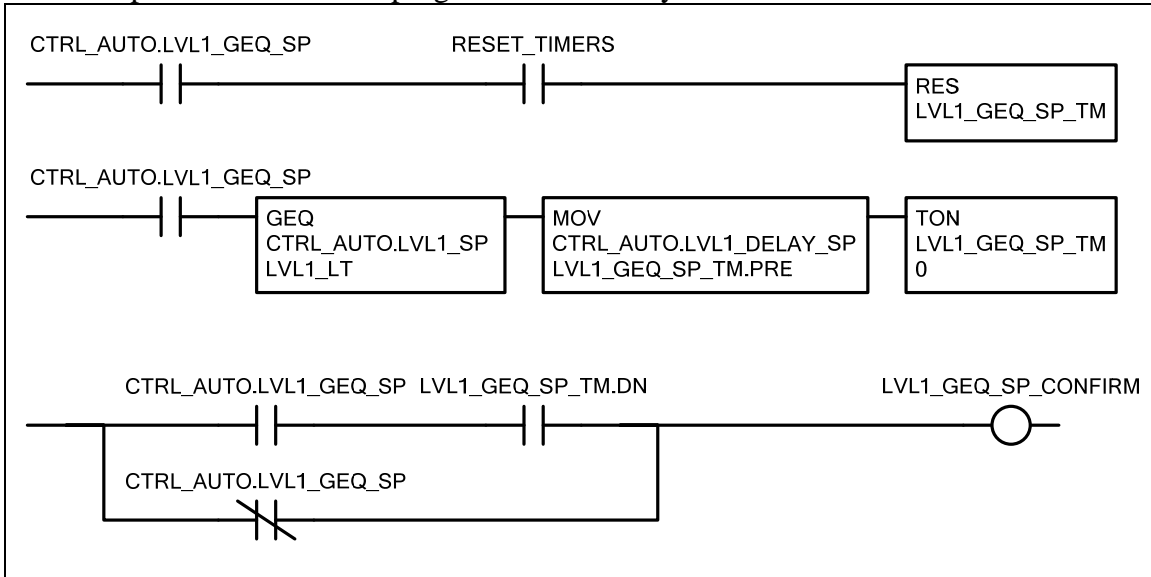 CTRL_AUTO.LVL1_GEQ_SP RESET_TIMERS
RES
LVL1_GEQ_SP_TM
CTRL_AUTO.LVL1_GEQ_SP
GEQ
CTRL_AUTO.LVL1_SP
LVL1_LT
MOV
CTRL_AUTO.LVL1_DELAY_SP
LVL1_GEQ_SP_TM.PRE
TON
LVL1_GEQ_SP_TM
0
CTRL_AUTO.LVL1_GEQ_SP LVL1_GEQ_SP_TM.DN LVL1_GEQ_SP_CONFIRM
CTRL_AUTO.LVL1_GEQ_SP